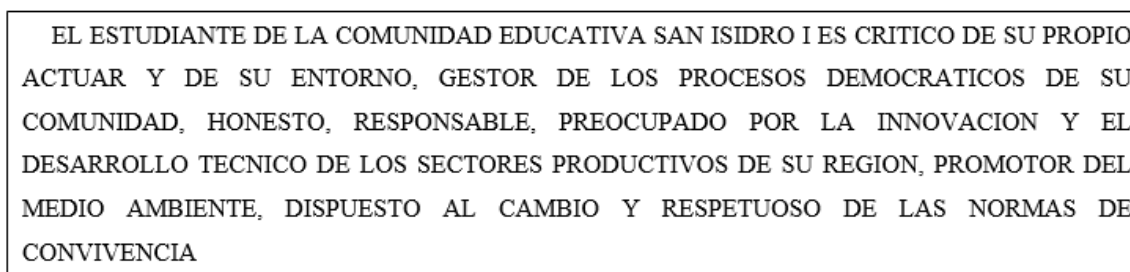 EL ESTUDIANTE DE LA COMUNIDAD EDUCATIVA SAN ISIDRO I ES CRITICO DE SU PROPIO
ACTUAR Y DE SU ENTORNO, GESTOR DE LOS PROCESOS DEMOCRATICOS DE SU
COMUNIDAD, HONESTO, RESPONSABLE, PREOCUPADO POR LA INNOVACION Y EL
DESARROLLO TECNICO DE LOS SECTORES PRODUCTIVOS DE SU REGION, PROMOTOR DEL
MEDIO AMBIENTE, DISPUESTO AL CAMBIO Y RESPETUOSO DE LAS NORMAS DE
CONVIVENCIA